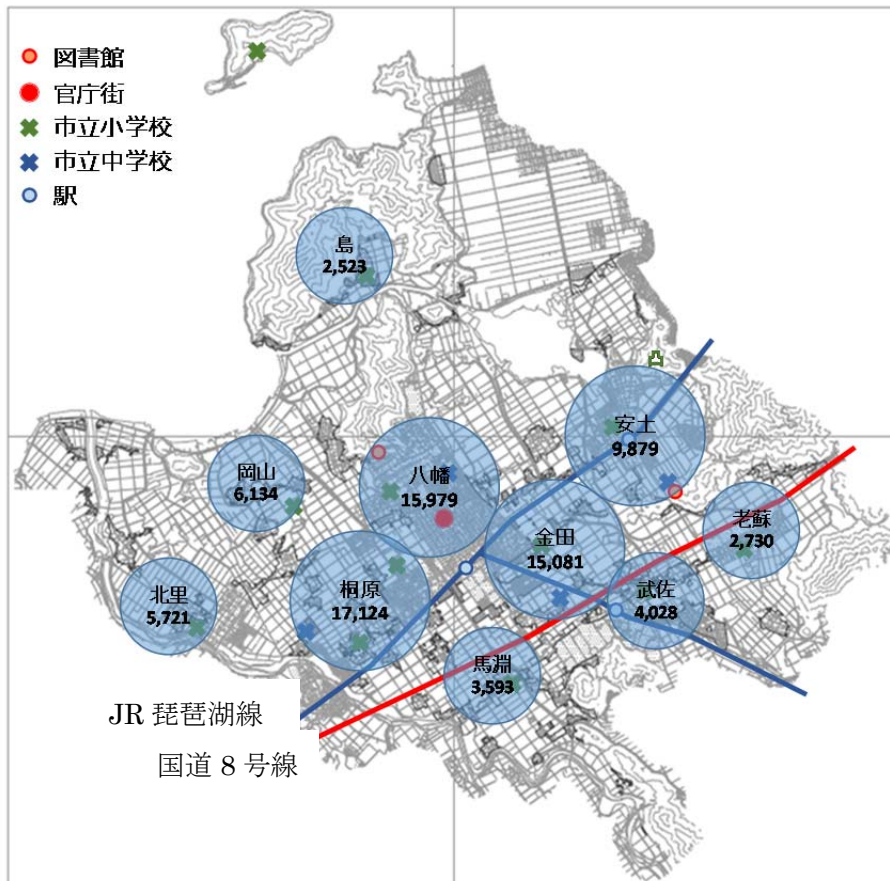 図書館
官庁街
市立小学校
市立中学校
駅
島
2,523
安土
9,879
岡山
6,134
八幡
15,979
老蘇
2,730
金田
15,081
北里
5,721
桐原
17,124
武佐
4,028
馬淵
3,593
JR 琵琶湖線
国道 8 号線